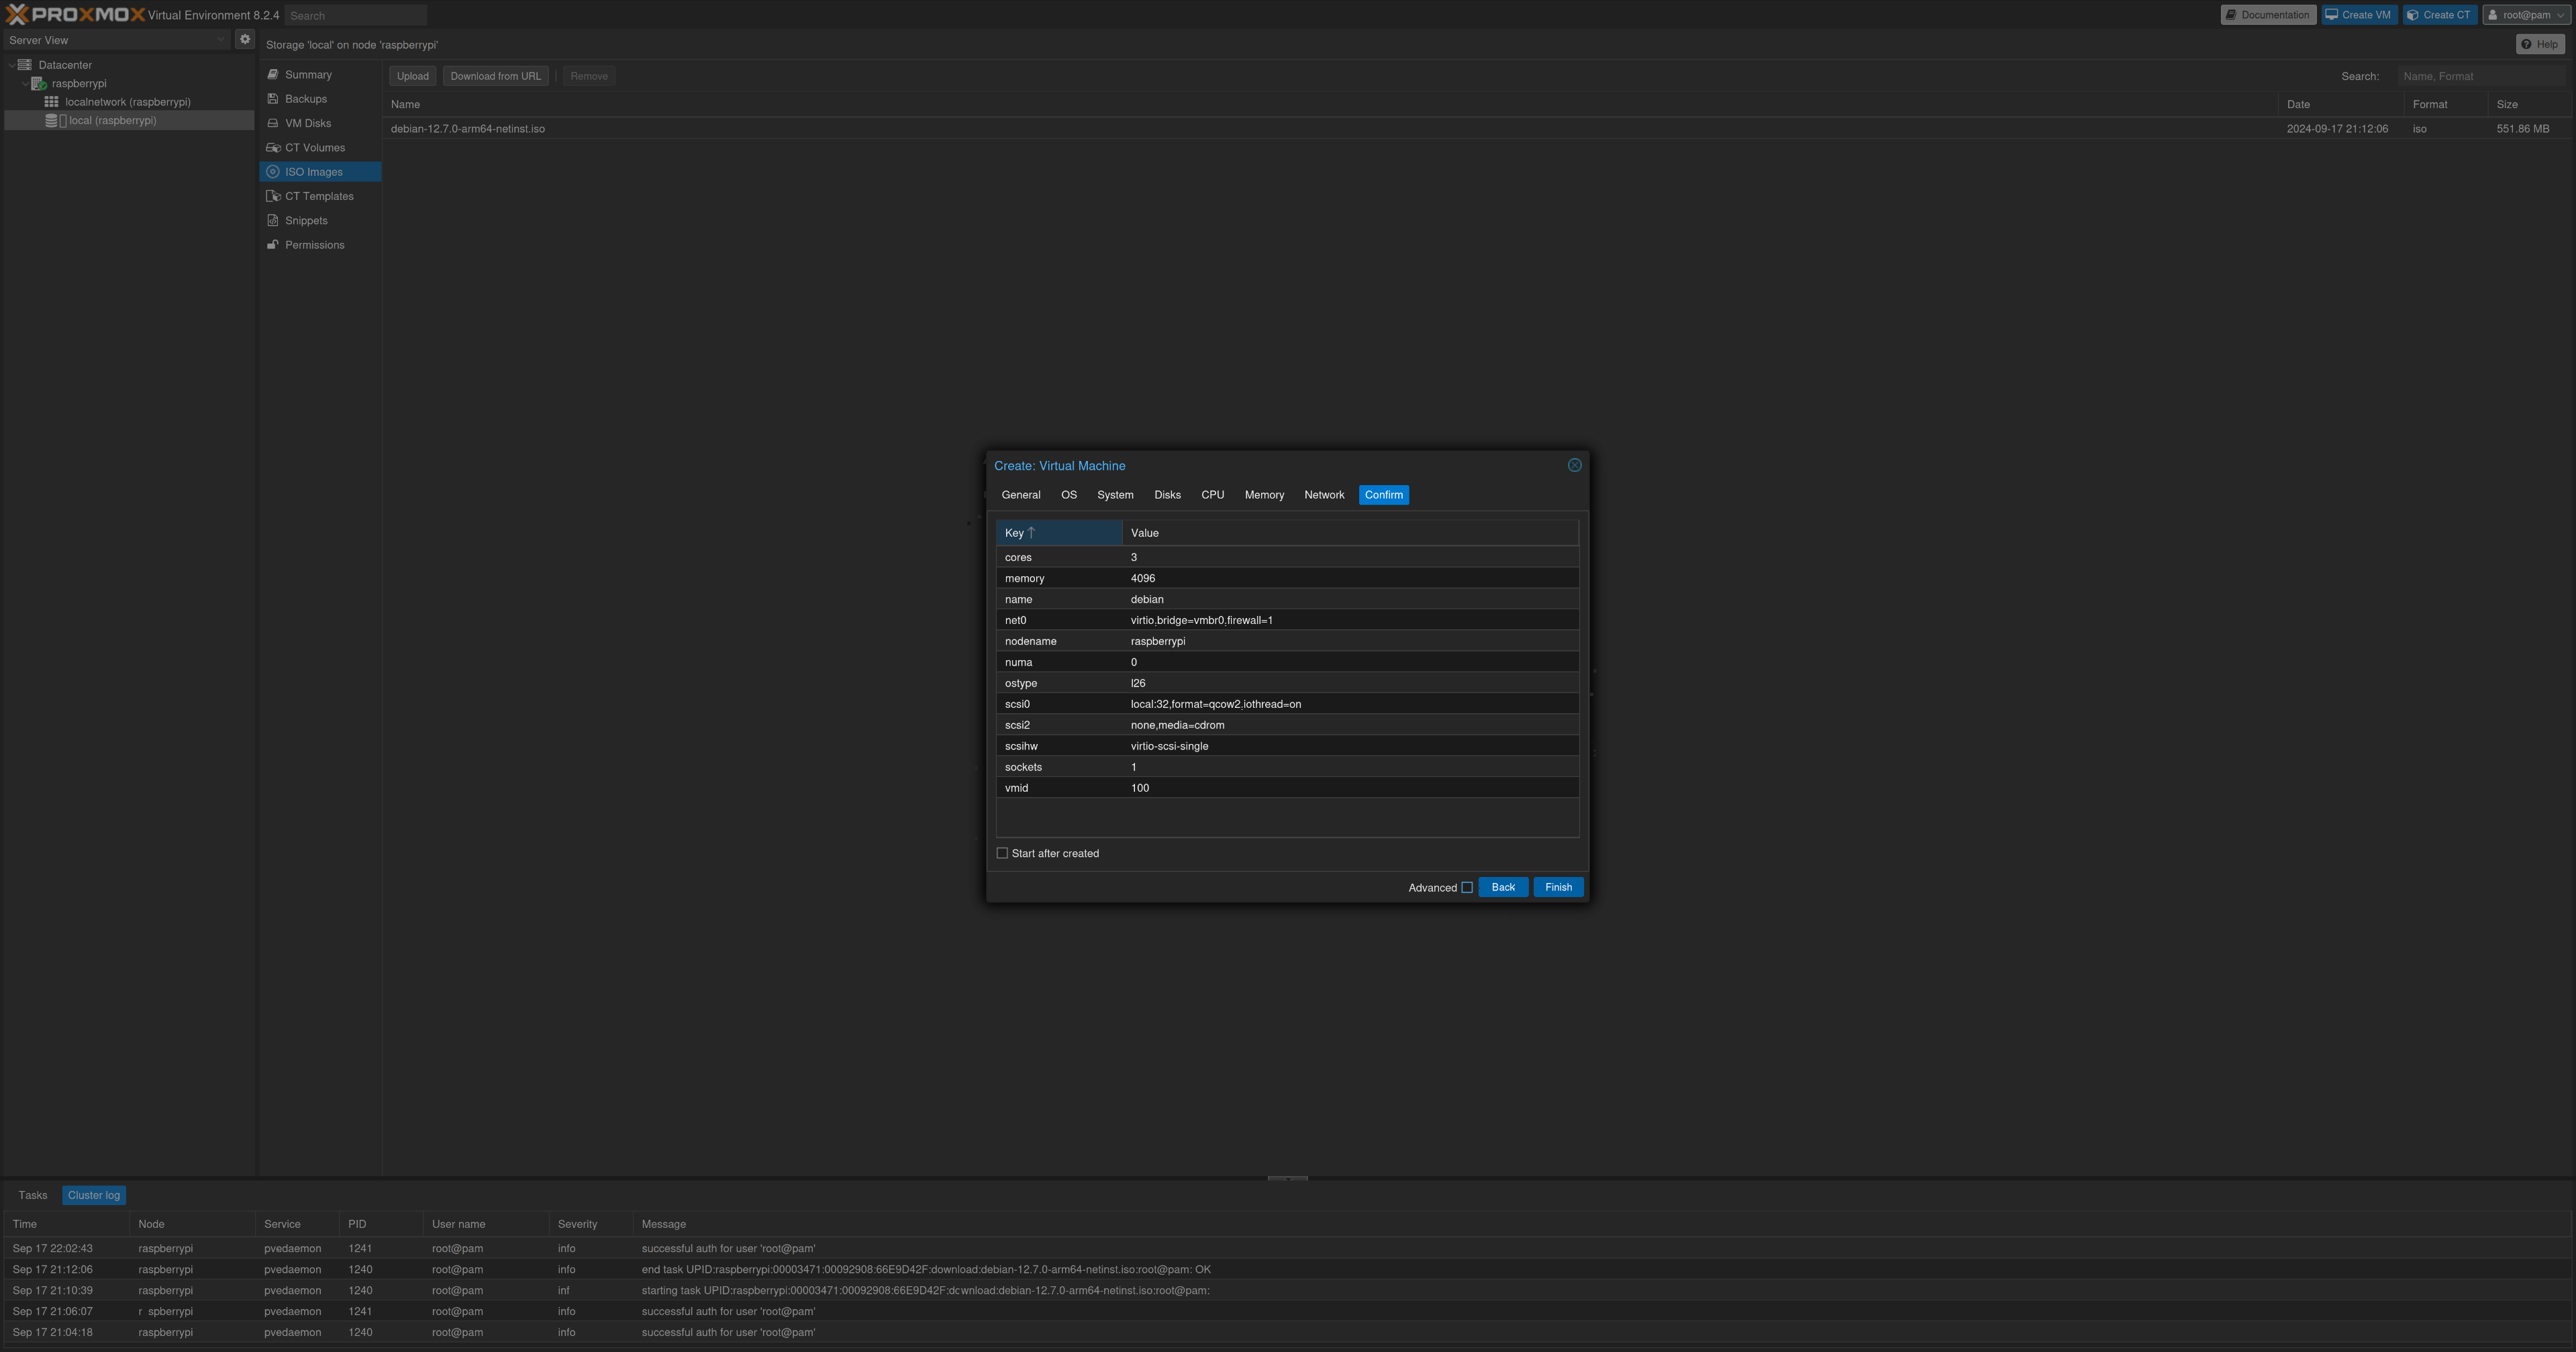 PROXMOX Virtual Environment 8.2.4 Search Documentation Create VM Create CT root@pam
Server View
Storage 'local' on node 'raspberrypi' Help
Datacenter
raspberrypi
localnetwork (raspberrypi)
local (raspberrypi)
Summary
Backups
VM Disks
CT Volumes
ISO Images
CT Templates
Snippets
Permissions
Upload Download from URL Remove Search: Name, Format
Name Date Format Size
debian-12.7.0-arm64-netinst.iso 2024-09-17 21:12:06 iso 551.86 MB
Create: Virtual Machine
General OS System Disks CPU Memory Network Confirm
Key Value
cores 3
memory 4096
name debian
net0 virtio,bridge=vmbr0,firewall=1
nodename raspberrypi
numa 0
ostype l26
scsi0 local:32,format=qcow2,iothread=on
scsi2 none,media=cdrom
scsihw virtio-scsi-single
sockets 1
vmid 100
Start after created
Advanced Back Finish
Tasks Cluster log
Time Node Service PID User name Severity Message
Sep 17 22:02:43 raspberrypi pvedaemon 1241 root@pam info successful auth for user 'root@pam'
Sep 17 21:12:06 raspberrypi pvedaemon 1240 root@pam info end task UPID:raspberrypi:00003471:00092908:66E9D42F:download:debian-12.7.0-arm64-netinst.iso:root@pam: OK
Sep 17 21:10:39 raspberrypi pvedaemon 1240 root@pam inf starting task UPID:raspberrypi:00003471:00092908:66E9D42F:download:debian-12.7.0-arm64-netinst.iso:root@pam:
Sep 17 21:06:07 r spberrypi pvedaemon 1241 root@pam info successful auth for user 'root@pam'
Sep 17 21:04:18 raspberrypi pvedaemon 1240 root@pam info successful auth for user 'root@pam'